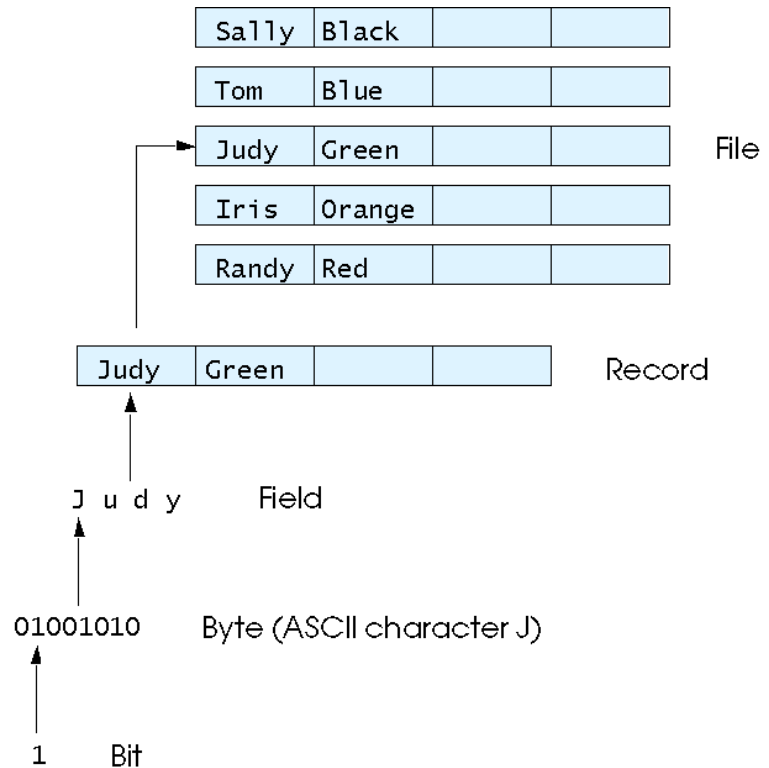 Sally Black
Tom Blue
Judy Green File
Iris Orange
Randy Red
Judy Green Record
J u d y Field
01001010 Byte (ASCII character J)
1 Bit